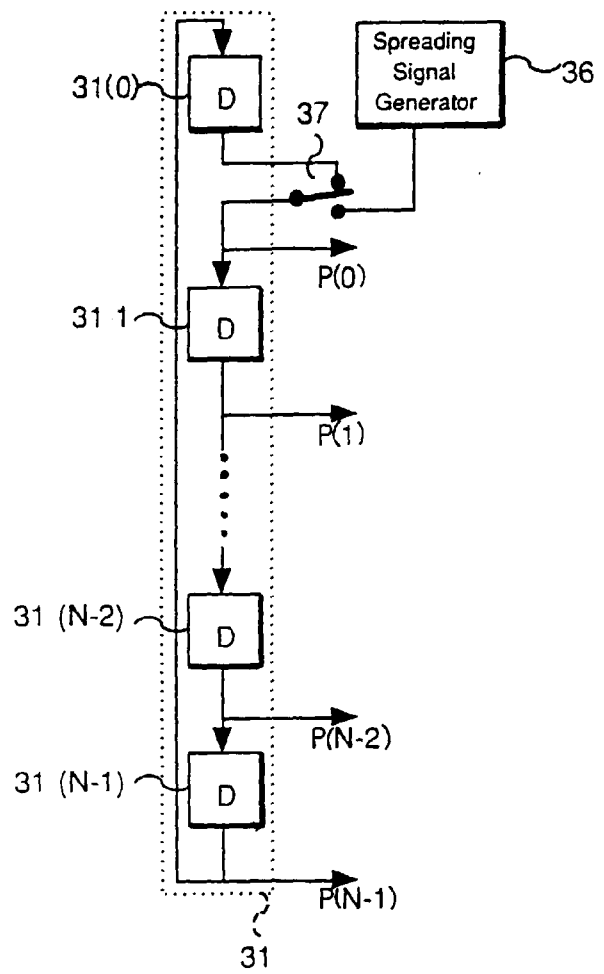 Spreading
Signal
Generator
36
31(0)
D
37
P(0)
31 1
D
P(1)
31 (N-2)
D
P(N-2)
31 (N-1)
D
P(N-1)
31